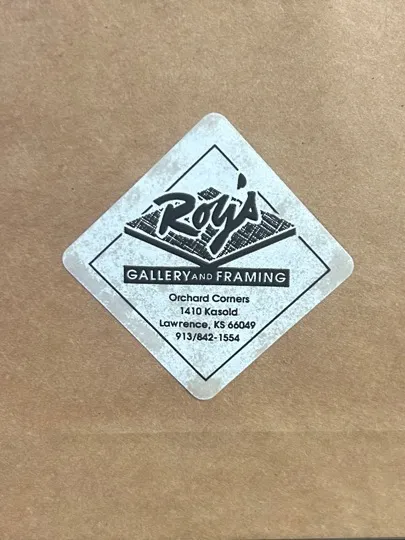 Roy's
GALLERY AND FRAMING
Orchard Corners
1410 Kasold
Lawrence, KS 66049
913/842-1554